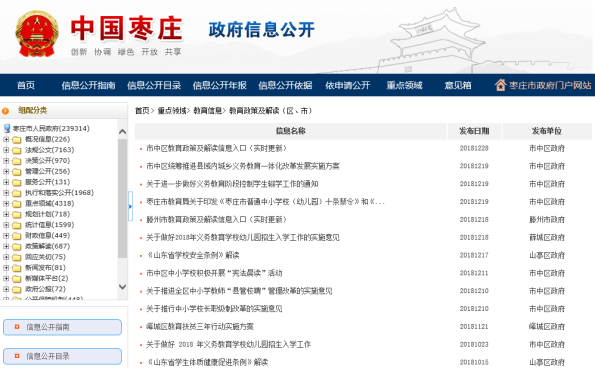 中国枣庄
政府信息公开
创新 协调 绿色 开放 共享
首页 信息公开指南 信息公开目录 信息公开年报 信息公开依据 依申请公开 重点领域 意见箱 枣庄市政府门户网站
细配分类
枣庄市人民政府(239314)
概况信息(226)
法规公文(7163)
决策公开(970)
管理公开(256)
服务公开(131)
执行和落实公开(1968)
重点领域(4318)
规划计划(718)
统计信息(1599)
财政信息(449)
政策解读(687)
回应关切(75)
新闻发布(81)
新媒体平台(2)
政府公报(72)
公开保障机制(448)
信息公开指南
信息公开目录
首页> 重点领域> 教育信息> 教育政策及解读（区、市）
信息名称 发布日期 发布单位
市中区教育政策及解读信息入口（实时更新） 20181228 市中区政府
市中区统筹推进县域内城乡义务教育一体化改革发展实施方案 20181219 市中区政府
关于进一步做好义务教育阶段控制学生辍学工作的通知 20181219 市中区政府
枣庄市教育局关于印发《枣庄市普通中小学校（幼儿园）十条禁令》和《... 20181219 市中区政府
滕州市教育政策及解读信息入口（实时更新） 20181218 滕州市政府
关于做好2018年义务教育学校幼儿园招生入学工作的实施意见 20181218 薛城区政府
《山东省学校安全条例》解读 20181217 山亭区政府
市中区中小学校积极开展“宪法晨读”活动 20181211 市中区政府
关于推进全区中小学教师“县管校聘”管理改革的实施意见 20181210 市中区政府
关于推行中小学校长职级制改革的实施意见 20181210 市中区政府
峄城区教育扶贫三年行动实施方案 20181121 峄城区政府
关于做好 2018 年义务教育学校幼儿园招生入学工作 20181023 市中区政府
《山东省学生体质健康促进条例》解读 20181015 山亭区政府